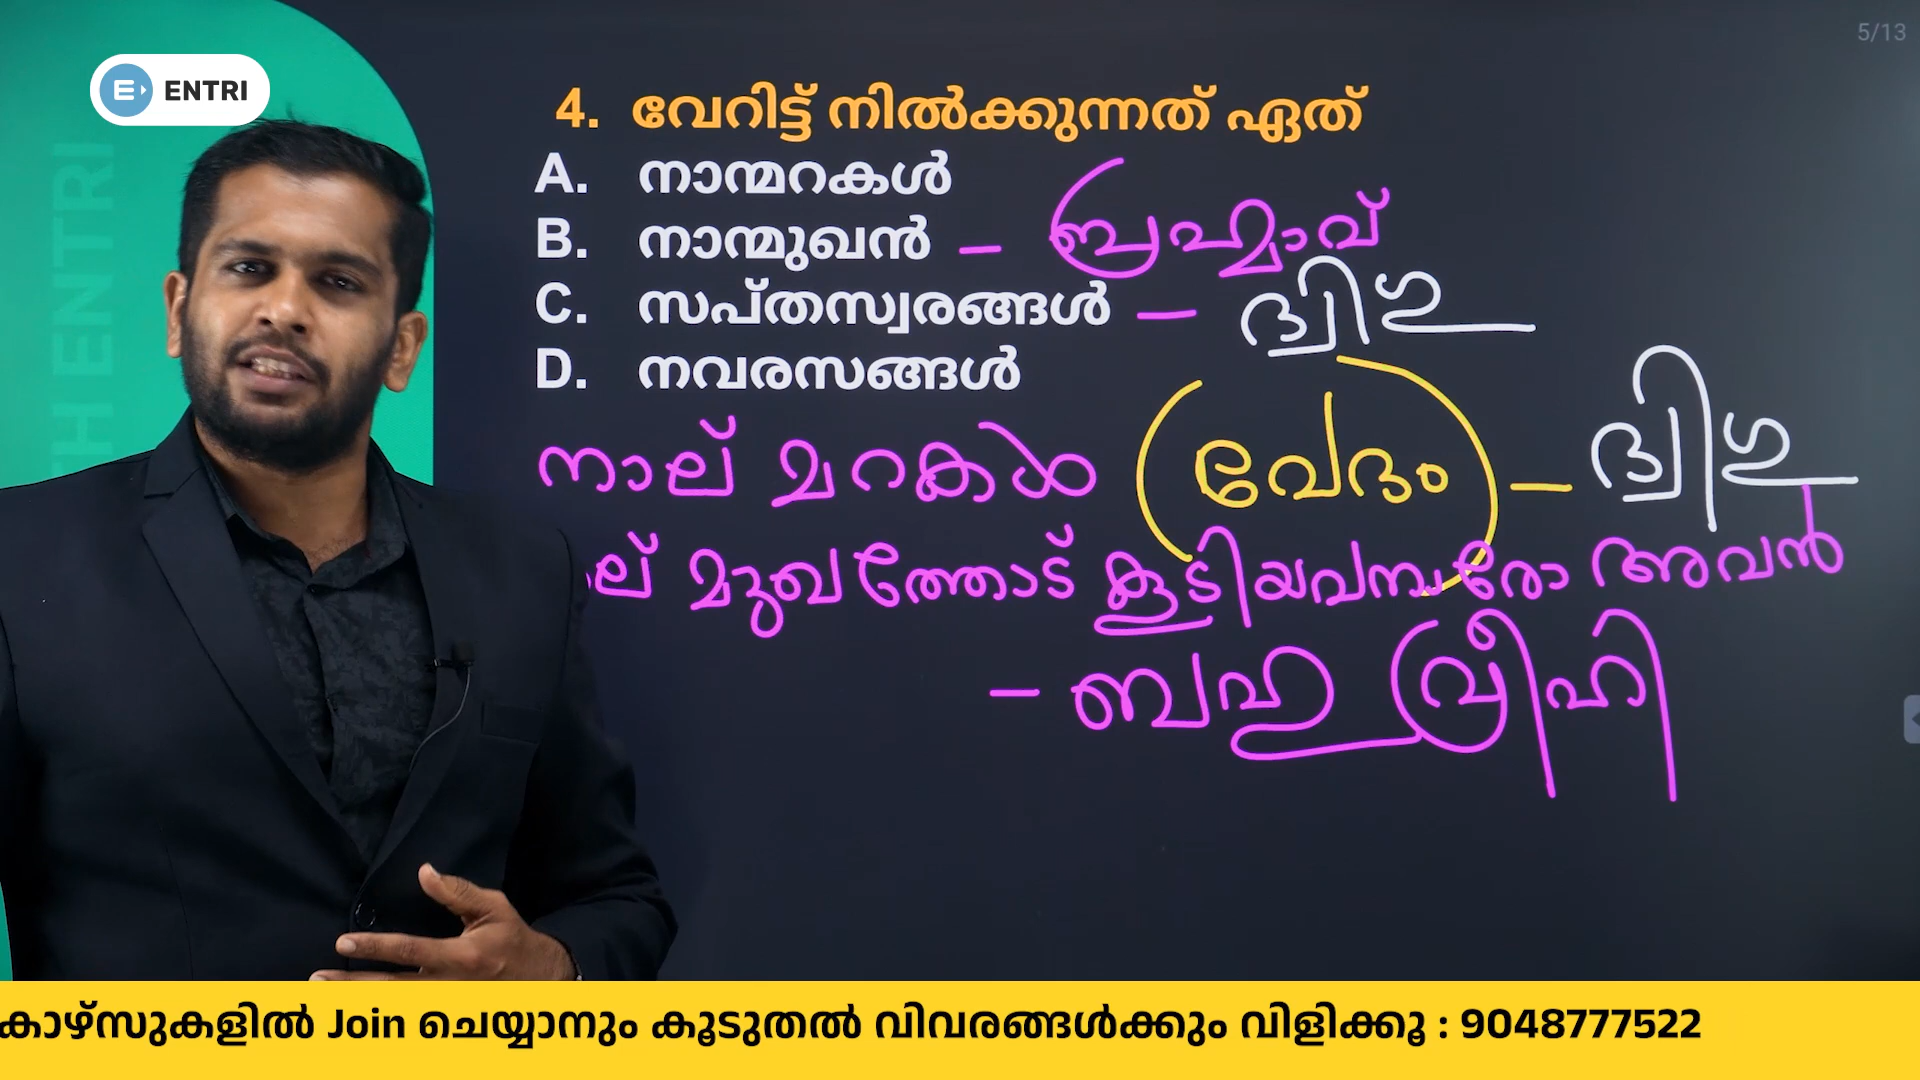 5/13
ENTRI
4. വേറിട്ട് നിൽക്കുന്നത് ഏത്
A. നാന്മറകൾ
B. നാന്മുഖൻ – ബ്രഹ്മാവ്
C. സപ്തസ്വരങ്ങൾ – ദ്വിഗു
D. നവരസങ്ങൾ
നാല് മറകൾ (വേദം) – ദ്വിഗു
ല് മുഖത്തോട് കൂടിയവനാരോ അവൻ
– ബഹുവ്രീഹി
കാഴ്സുകളിൽ Join ചെയ്യാനും കൂടുതൽ വിവരങ്ങൾക്കും വിളിക്കൂ : 9048777522